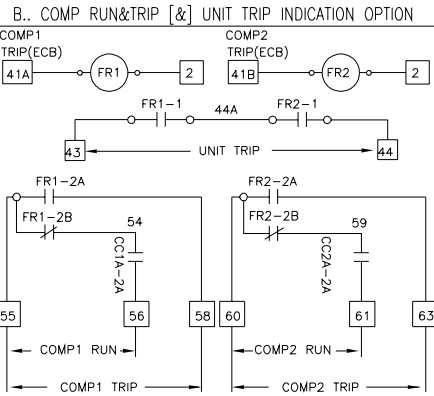 B.. COMP RUN&TRIP [&] UNIT TRIP INDICATION OPTION
COMP1
TRIP(ECB)
COMP2
TRIP(ECB)
41A
FR1
2
41B
FR2
2
FR1-1
44A
FR2-1
43
UNIT TRIP
44
FR1-2A
FR1-2B
54
CC1A-2A
55
56
58
COMP1 RUN
COMP1 TRIP
FR2-2A
FR2-2B
59
CC2A-2A
60
61
63
COMP2 RUN
COMP2 TRIP